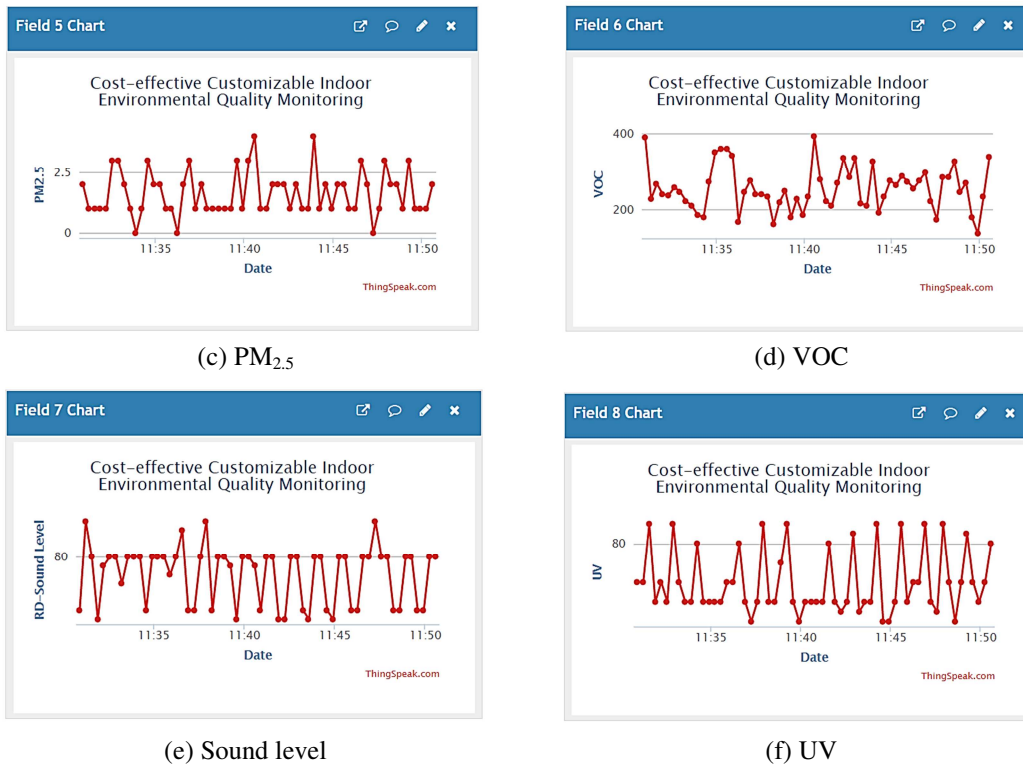 Field 5 Chart
Cost-effective Customizable Indoor
Environmental Quality Monitoring
PM2.5
2.5
0
11:35 11:40 11:45 11:50
Date
ThingSpeak.com
(c) PM2.5
Field 6 Chart
Cost-effective Customizable Indoor
Environmental Quality Monitoring
VOC
400
200
11:35 11:40 11:45 11:50
Date
ThingSpeak.com
(d) VOC
Field 7 Chart
Cost-effective Customizable Indoor
Environmental Quality Monitoring
RD-Sound Level
80
11:35 11:40 11:45 11:50
Date
ThingSpeak.com
(e) Sound level
Field 8 Chart
Cost-effective Customizable Indoor
Environmental Quality Monitoring
UV
80
11:35 11:40 11:45 11:50
Date
ThingSpeak.com
(f) UV